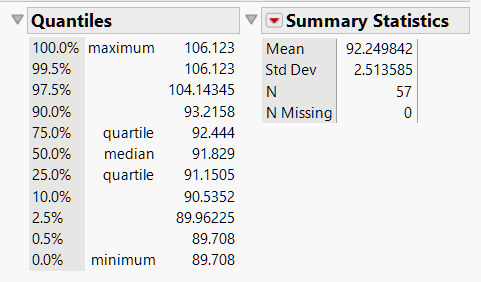 Quantiles
100.0% maximum 106.123
99.5% 106.123
97.5% 104.14345
90.0% 93.2158
75.0% quartile 92.444
50.0% median 91.829
25.0% quartile 91.1505
10.0% 90.5352
2.5% 89.96225
0.5% 89.708
0.0% minimum 89.708
Summary Statistics
Mean 92.249842
Std Dev 2.513585
N 57
N Missing 0